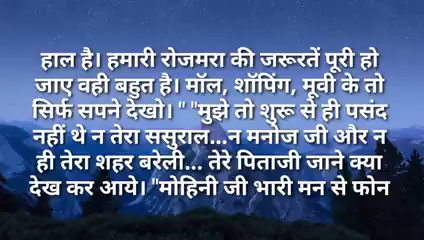 हाल है। हमारी रोजमरा की जरूरतें पूरी हो
जाए वही बहुत है। मॉल, शॉपिंग, मूवी के तो
सिर्फ सपने देखो। " "मुझे तो शुरू से ही पसंद
नहीं थे न तेरा ससुराल...न मनोज जी और न
ही तेरा शहर बरेली... तेरे पिताजी जाने क्या
देख कर आये। "मोहिनी जी भारी मन से फोन